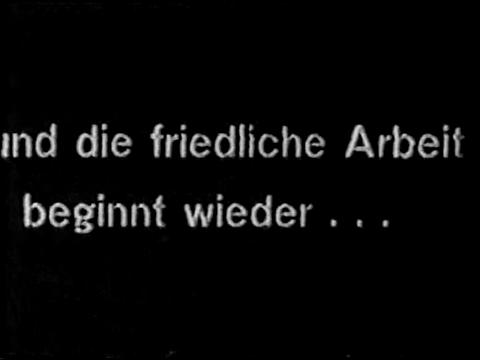 und die friedliche Arbeit
beginnt wieder . . .